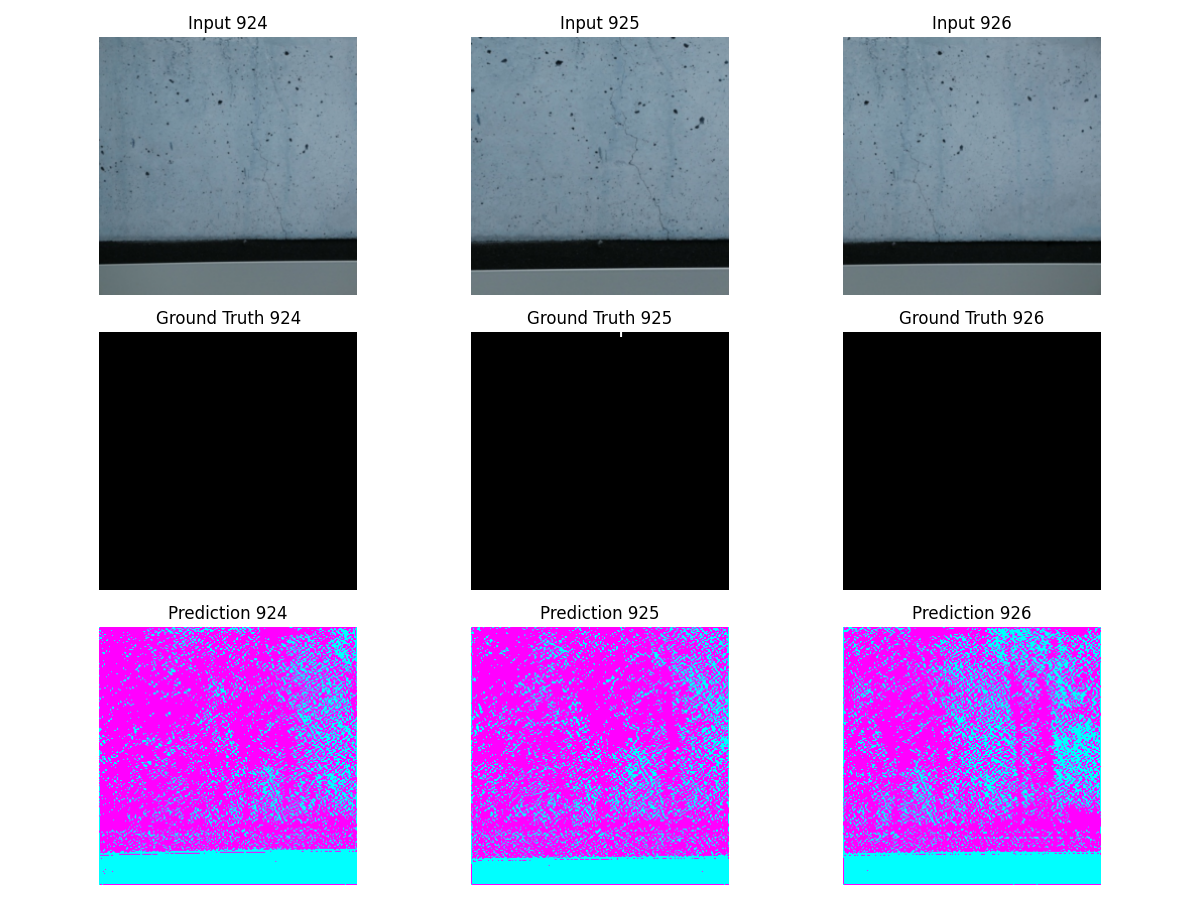 Input 924
Input 925
Input 926
Ground Truth 924
Ground Truth 925
Ground Truth 926
Prediction 924
Prediction 925
Prediction 926